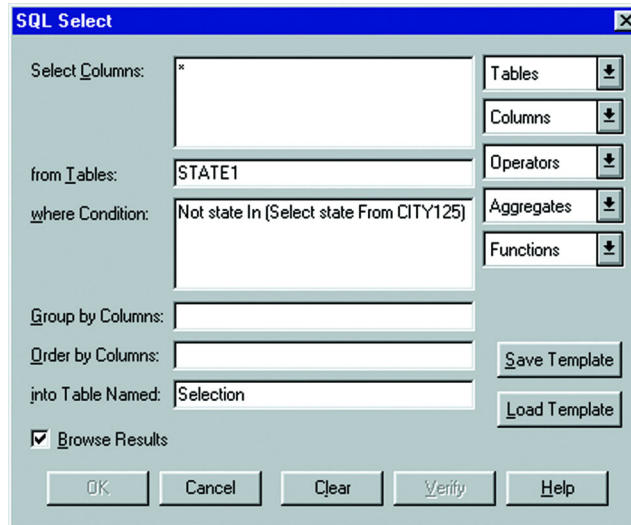 SQL Select
Select Columns:
*
from Tables:
STATE1
where Condition:
Not state In (Select state From CITY125)
Group by Columns:
Order by Columns:
into Table Named:
Selection
Browse Results
Tables
Columns
Operators
Aggregates
Functions
Save Template
Load Template
OK
Cancel
Clear
Verify
Help